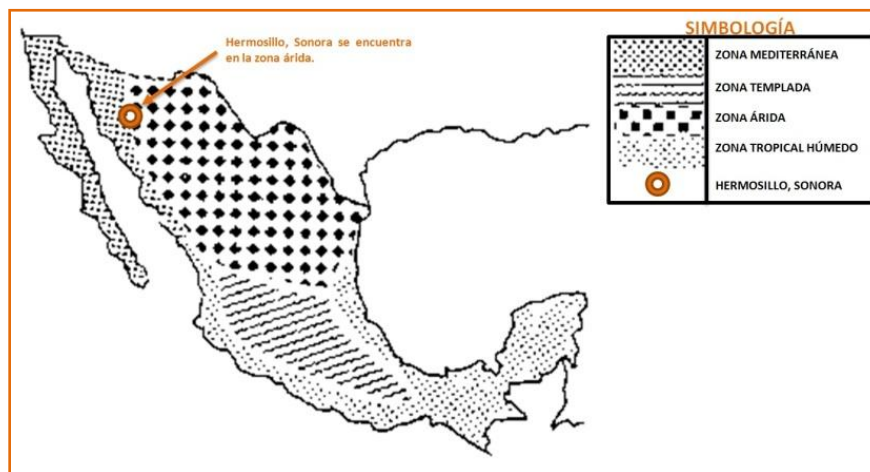 Hermosillo, Sonora se encuentra
en la zona árida.
SIMBOLOGÍA
ZONA MEDITERRÁNEA
ZONA TEMPLADA
ZONA ÁRIDA
ZONA TROPICAL HÚMEDO
HERMOSILLO, SONORA